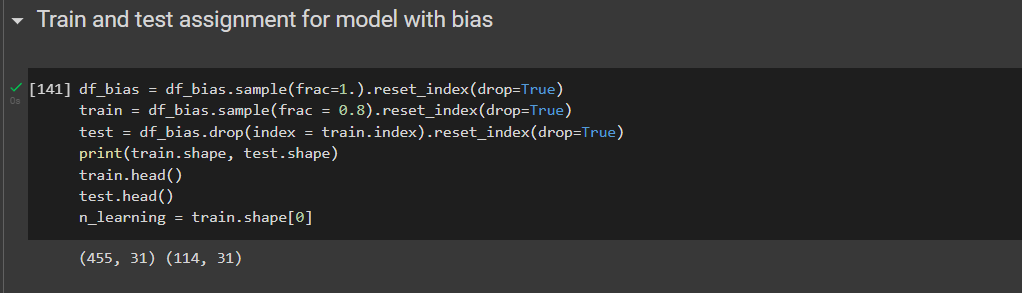 Train and test assignment for model with bias
[141] df_bias = df_bias.sample(frac=1.).reset_index(drop=True)
train = df_bias.sample(frac = 0.8).reset_index(drop=True)
test = df_bias.drop(index = train.index).reset_index(drop=True)
print(train.shape, test.shape)
train.head()
test.head()
n_learning = train.shape[0]
0s
(455, 31) (114, 31)